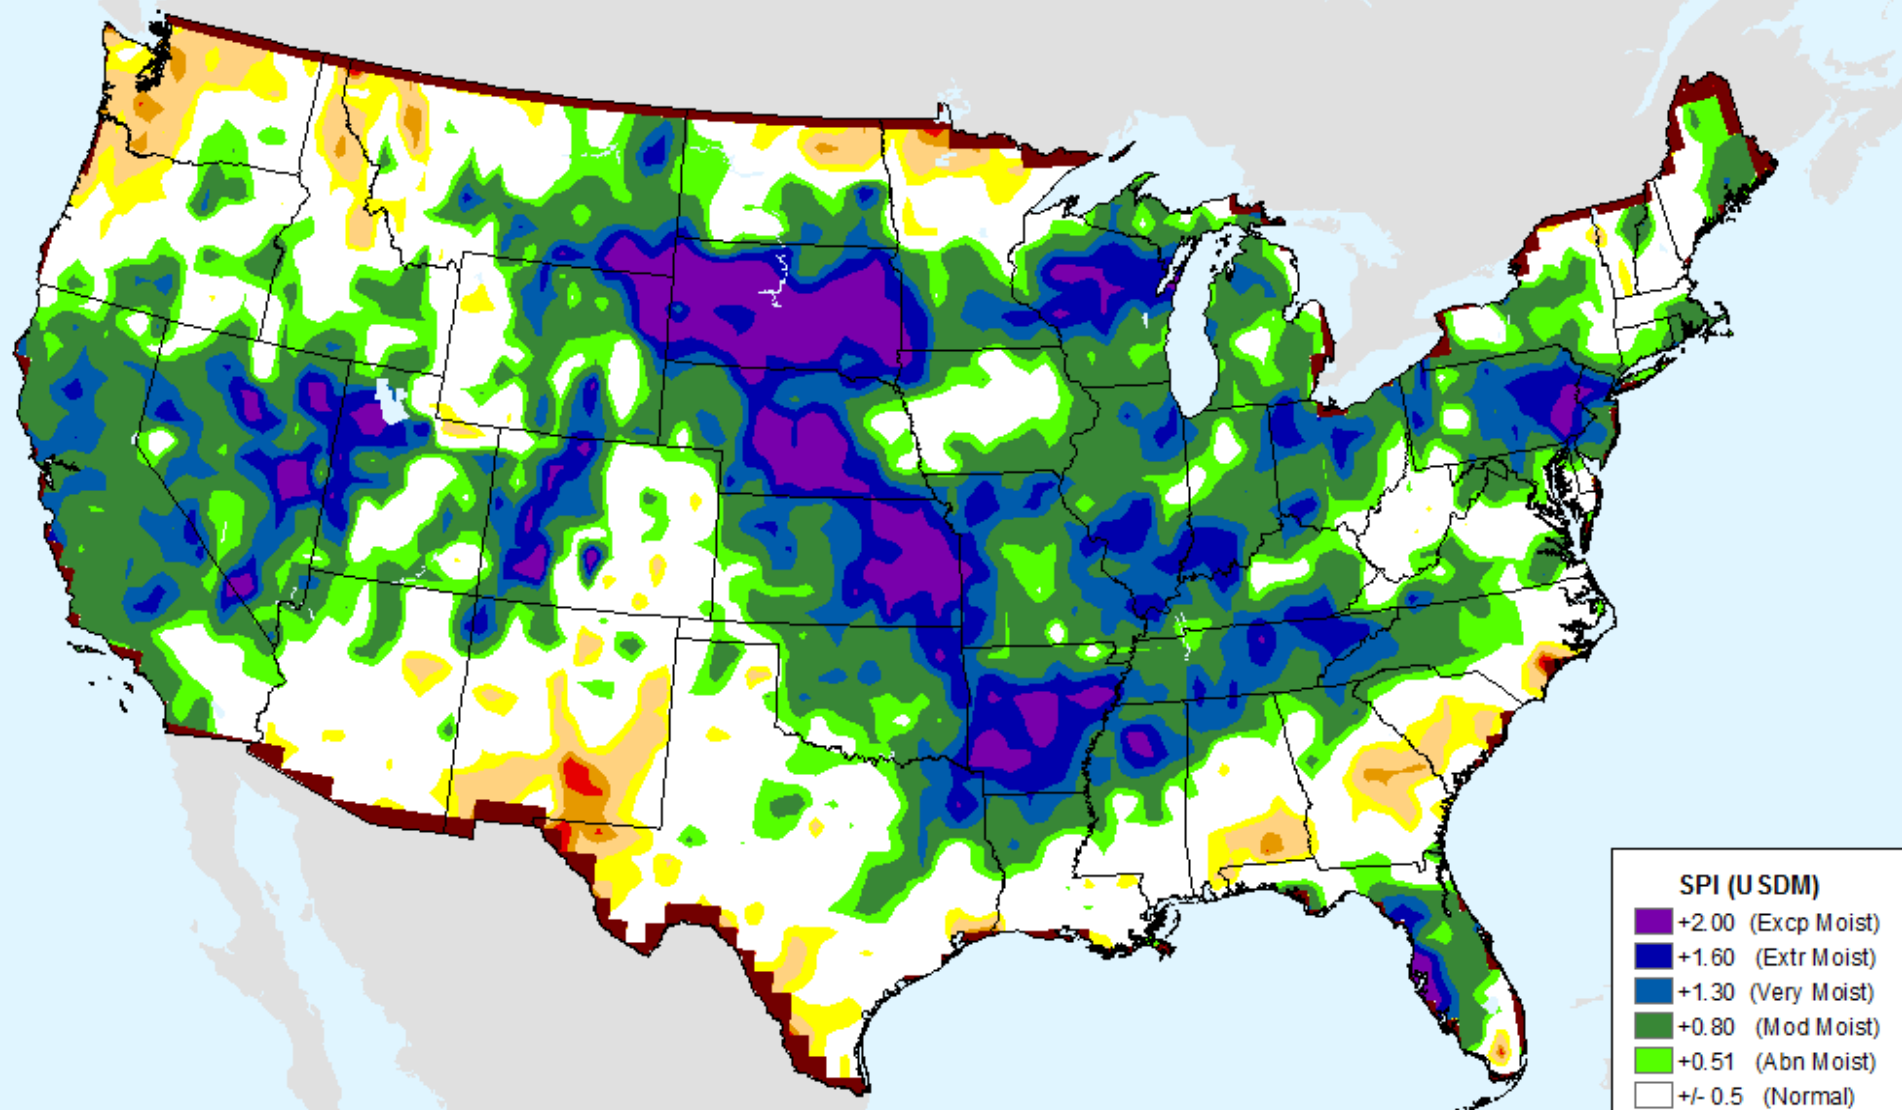 SPI (USDM)
+2.00 (Excp Moist)
+1.60 (Extr Moist)
+1.30 (Very Moist)
+0.80 (Mod Moist)
+0.51 (Abn Moist)
+/- 0.5 (Normal)